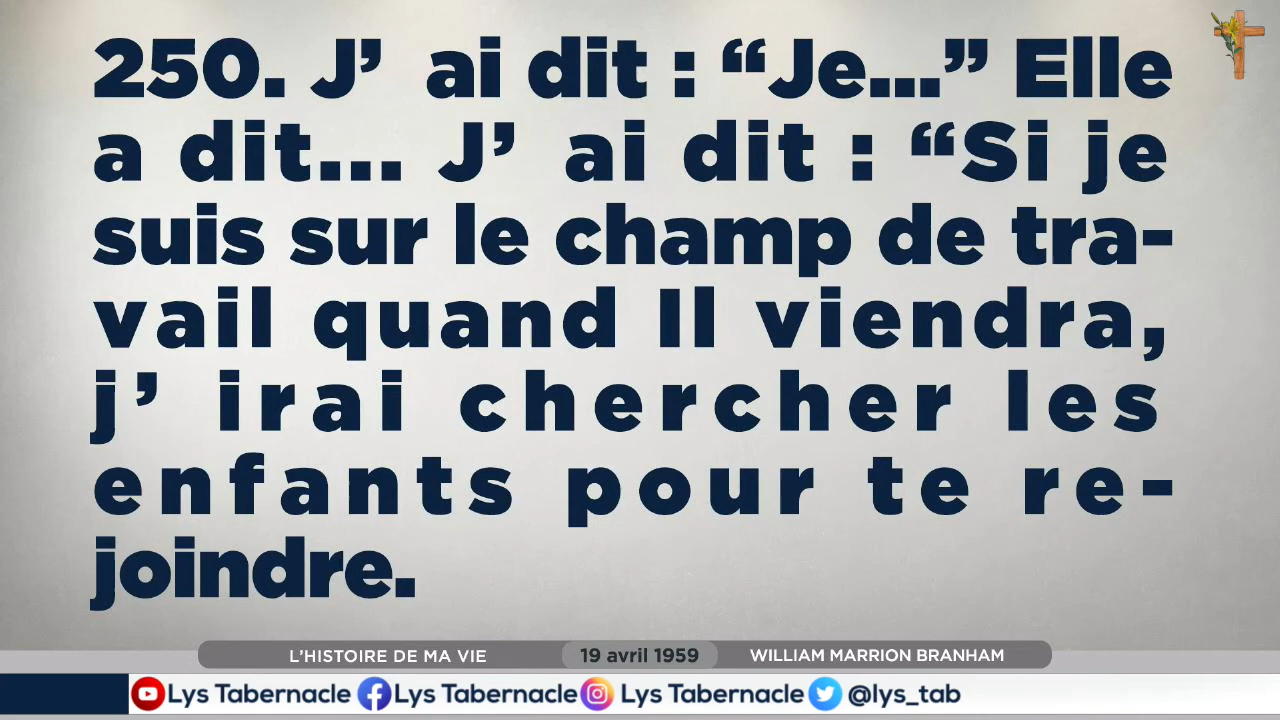 250. J’ ai dit : “Je...” Elle
a dit... J’ ai dit : “Si je
suis sur le champ de tra-
vail quand Il viendra,
j’ irai chercher les
enfants pour te re-
joindre.
L’HISTOIRE DE MA VIE 19 avril 1959 WILLIAM MARRION BRANHAM
Lys Tabernacle Lys Tabernacle Lys Tabernacle @lys_tab